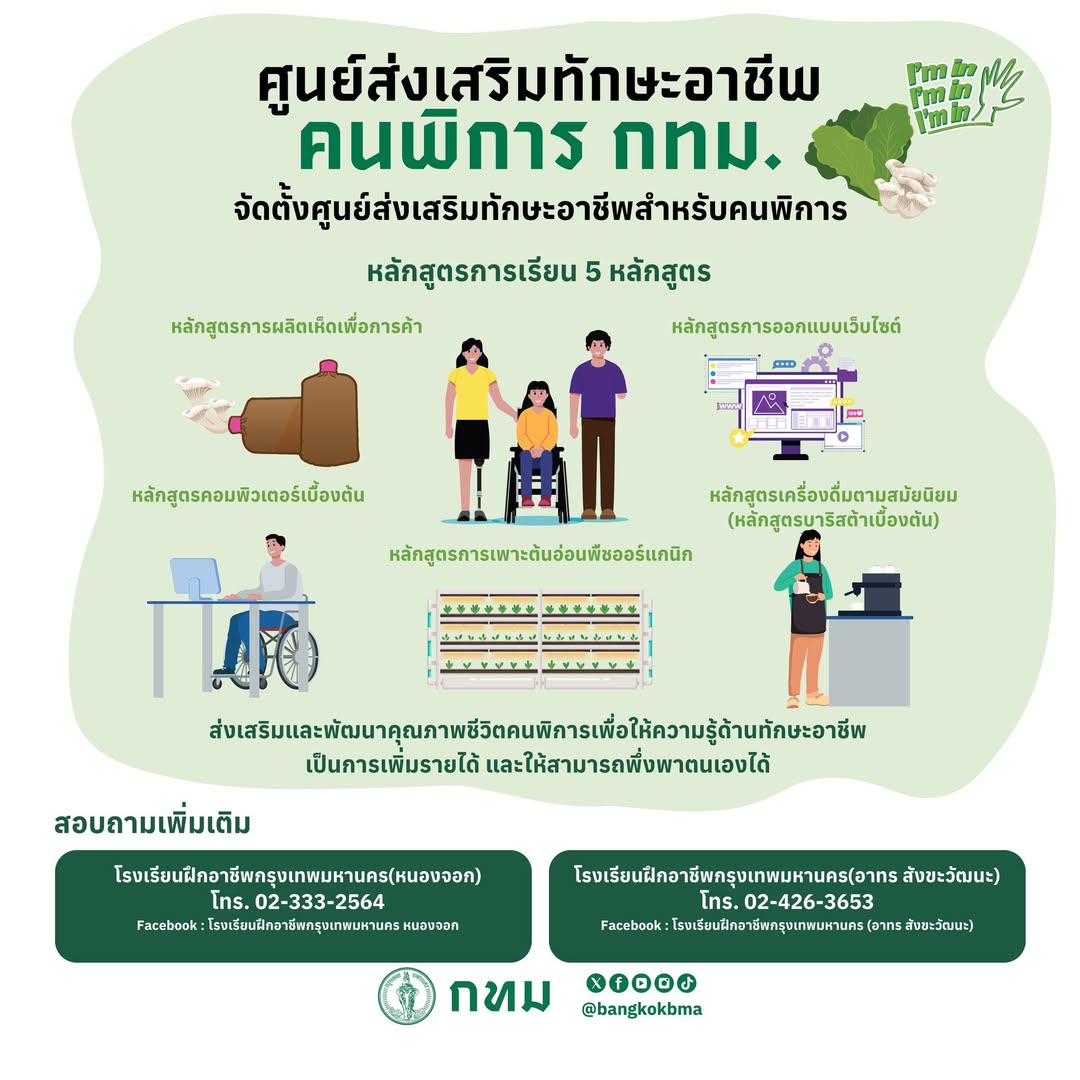 ศูนย์ส่งเสริมทักษะอาชีพ
คนพิการ กทม.
I'm in
I'm in
I'm in
จัดตั้งศูนย์ส่งเสริมทักษะอาชีพสำหรับคนพิการ
หลักสูตรการเรียน 5 หลักสูตร
หลักสูตรการผลิตเห็ดเพื่อการค้า
หลักสูตรการออกแบบเว็บไซต์
WWW
100
หลักสูตรคอมพิวเตอร์เบื้องต้น
หลักสูตรเครื่องดื่มตามสมัยนิยม
(หลักสูตรบาริสต้าเบื้องต้น)
หลักสูตรการเพาะต้นอ่อนพืชออร์แกนิก
ส่งเสริมและพัฒนาคุณภาพชีวิตคนพิการเพื่อให้ความรู้ด้านทักษะอาชีพ
เป็นการเพิ่มรายได้ และให้สามารถพึ่งพาตนเองได้
สอบถามเพิ่มเติม
โรงเรียนฝึกอาชีพกรุงเทพมหานคร(หนองจอก)
โทร. 02-333-2564
Facebook : โรงเรียนฝึกอาชีพกรุงเทพมหานคร หนองจอก
โรงเรียนฝึกอาชีพกรุงเทพมหานคร(อาทร สังขะวัฒนะ)
โทร. 02-426-3653
Facebook : โรงเรียนฝึกอาชีพกรุงเทพมหานคร (อาทร สังขะวัฒนะ)
กทม
@bangkokbma